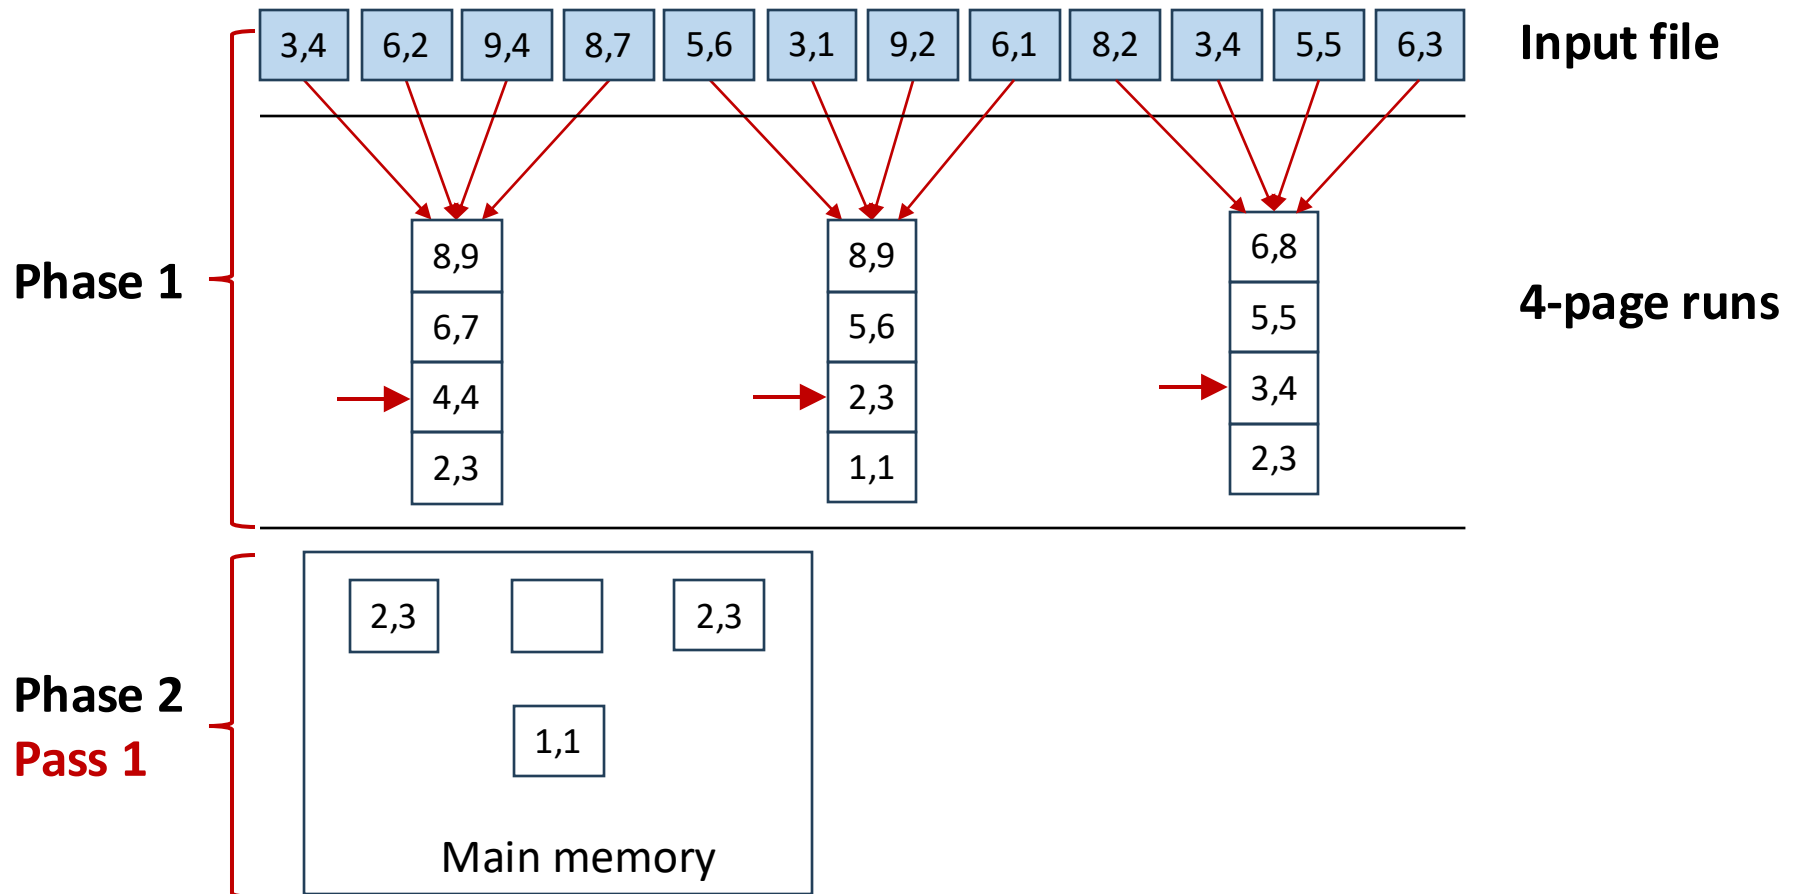 3,4 6,2 9,4 8,7 5,6 3,1 9,2 6,1 8,2 3,4 5,5 6,3 Input file
Phase 1
8,9
6,7
4,4
2,3
8,9
5,6
2,3
1,1
6,8
5,5
3,4
2,3
4-page runs
Phase 2
Pass 1
2,3 2,3
1,1
Main memory